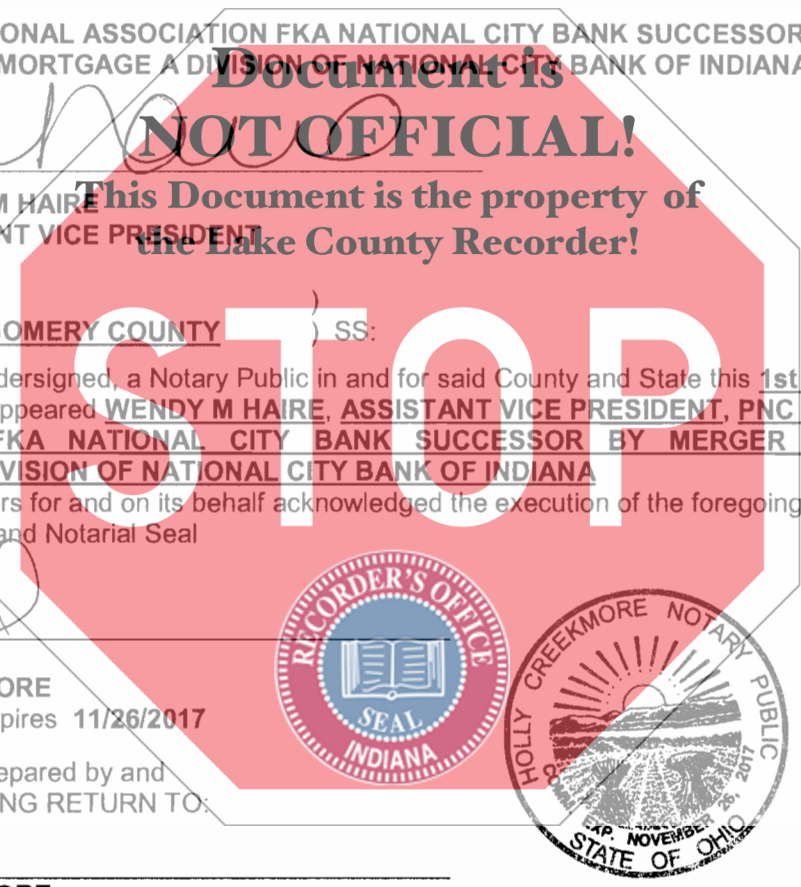 ONAL ASSOCIATION FKA NATIONAL CITY BANK SUCCESSOR
MORTGAGE A DIVISION OF NATIONAL CITY BANK OF INDIANA
Document is
NOT OFFICIAL!
This Document is the property of
the Lake County Recorder!
M HAIRE
NT VICE PRESIDENT
)
OMERY COUNTY ) SS:
STOP
dersigned, a Notary Public in and for said County and State this 1st
ppeared WENDY M HAIRE, ASSISTANT VICE PRESIDENT, PNC
FKA NATIONAL CITY BANK SUCCESSOR BY MERGER
VISION OF NATIONAL CITY BANK OF INDIANA
rs for and on its behalf acknowledged the execution of the foregoing
and Notarial Seal
RECORDER'S OFFICE
SEAL
INDIANA
HOLLY CREEKMORE NOTARY PUBLIC
EXP. NOVEMBER 26, 2017
STATE OF OHIO
ORE
pires 11/26/2017
epared by and
NG RETURN TO: